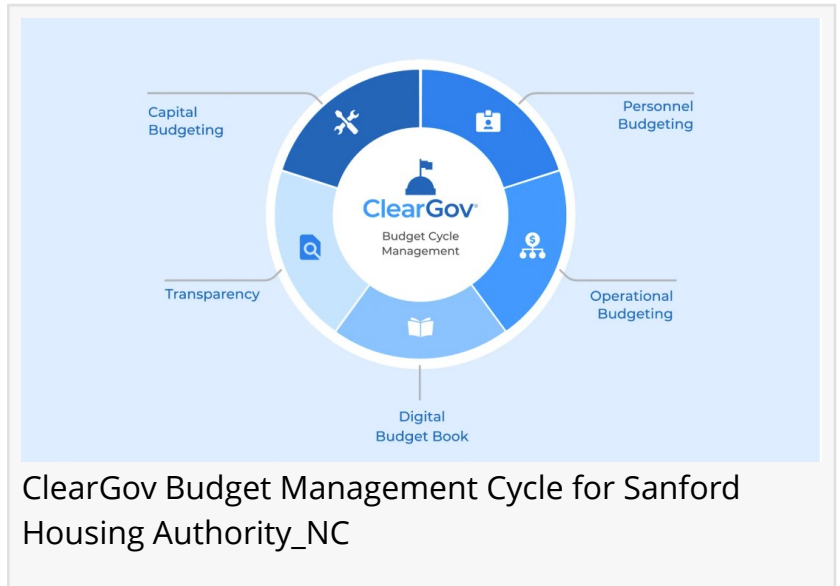 Capital
Budgeting
Personnel
Budgeting
ClearGov®
Budget Cycle
Management
Transparency
Operational
Budgeting
Digital
Budget Book
ClearGov Budget Management Cycle for Sanford
Housing Authority_NC